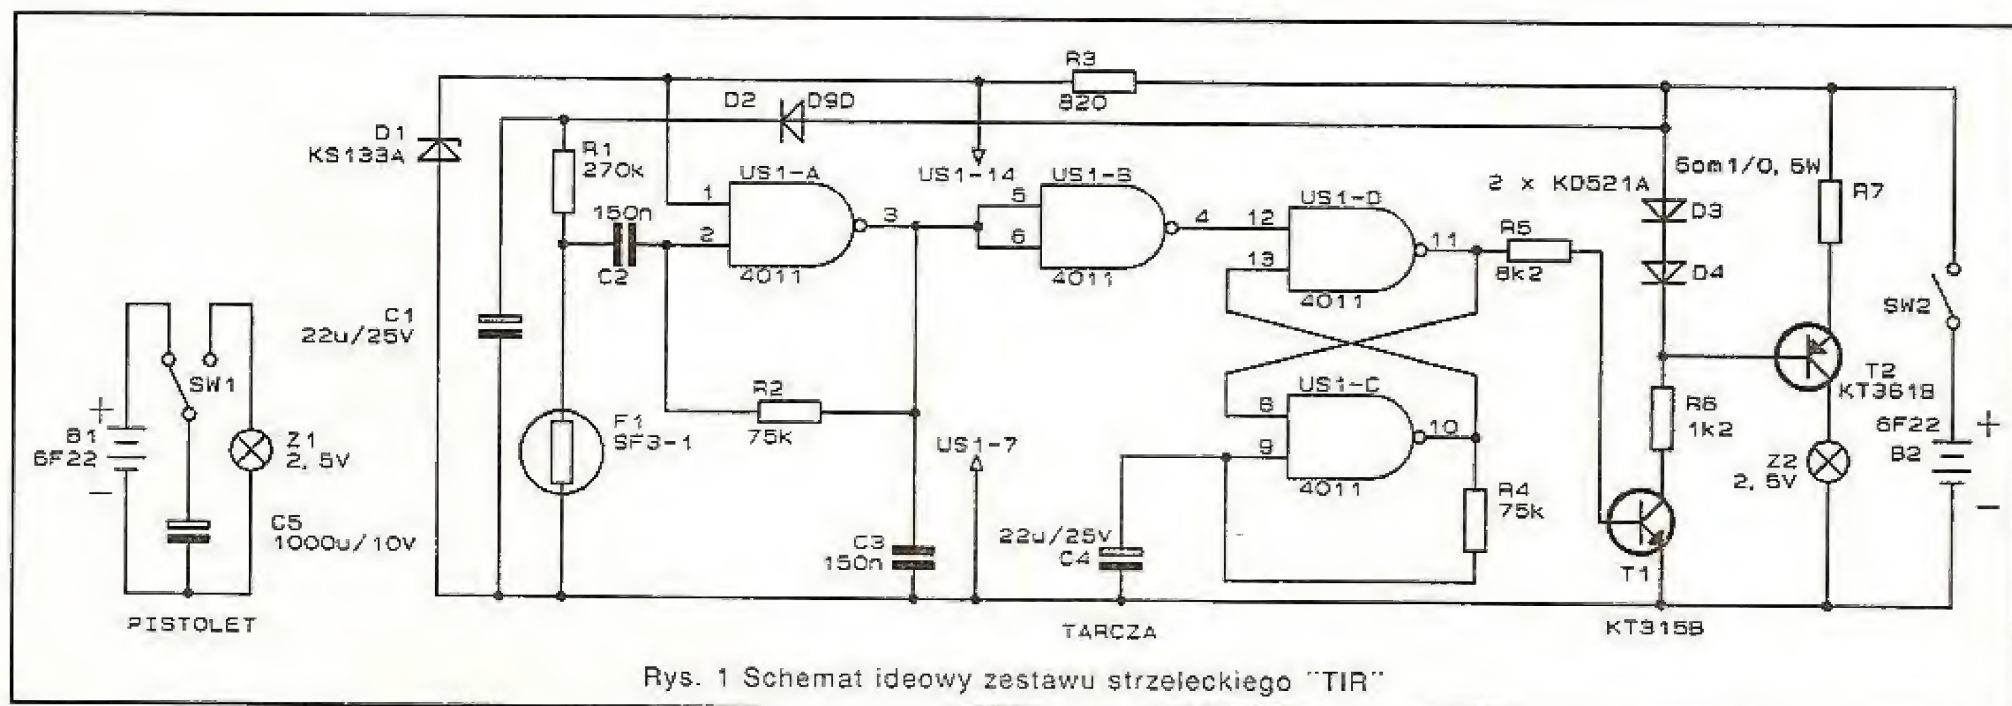 R3
820
D2
D9D
D1
KS133A
R1
270k
US1-A
1
2
3
4011
150n
C2
US1-14
US1-B
5
6
4
4011
US1-D
12
13
11
4011
R5
8k2
2 x KD521A
5om1/0,5W
D3
D4
R7
SW2
C1
22u/25V
SW1
+
B1
6F22
−
Z1
2,5V
C5
1000u/10V
PISTOLET
F1
SF3-1
R2
75k
US1-7
C3
150n
US1-C
9
10
4011
22u/25V
C4
R4
75k
R6
1k2
T2
KT361B
6F22
B2
+
−
Z2
2,5V
T1
KT315B
TARCZA
Rys. 1 Schemat ideowy zestawu strzeleckiego "TIR"